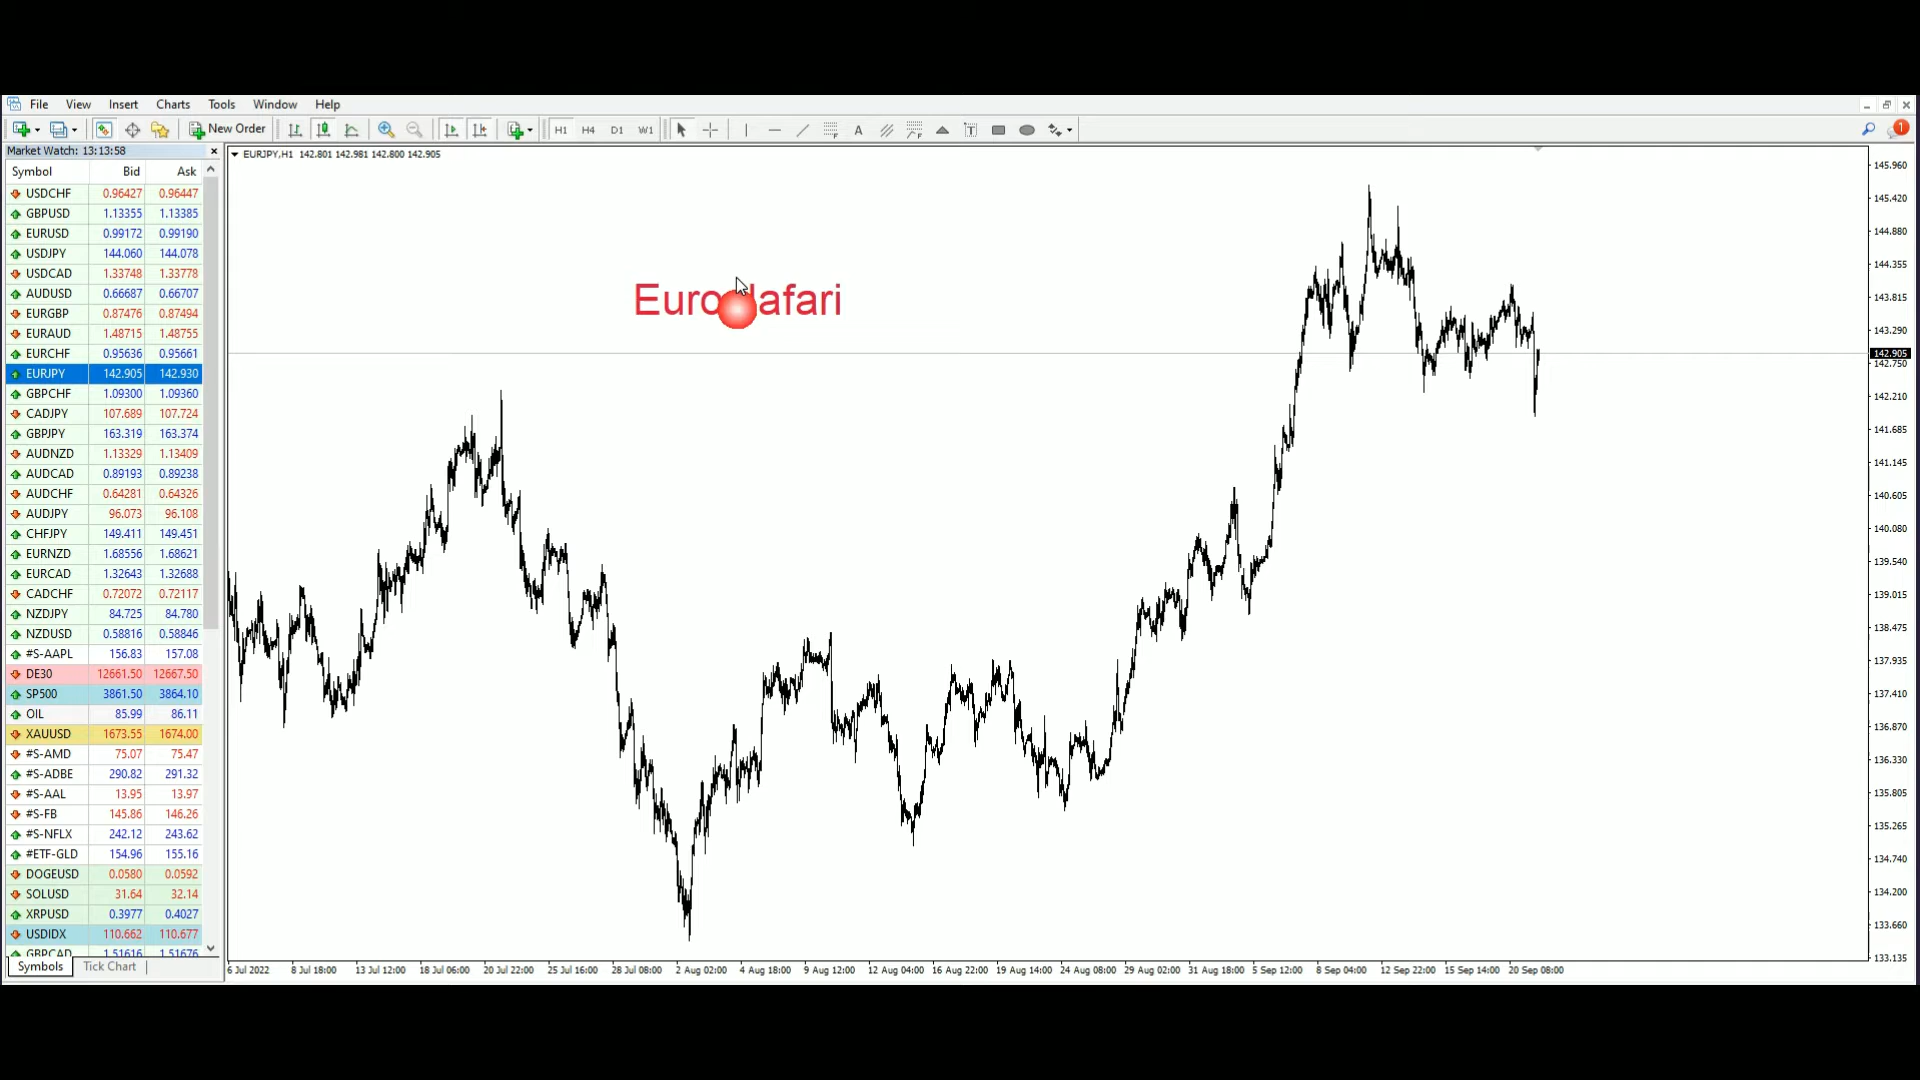 File View Insert Charts Tools Window Help
New Order H1 H4 D1 W1 A T 1
Market Watch: 13:13:58
EURJPY,H1 142.801 142.981 142.800 142.905
Symbol Bid Ask
USDCHF 0.96427 0.96447
GBPUSD 1.13355 1.13385
EURUSD 0.99172 0.99190
USDJPY 144.060 144.078
USDCAD 1.33748 1.33778
AUDUSD 0.66687 0.66707
EURGBP 0.87476 0.87494
EURAUD 1.48715 1.48755
EURCHF 0.95636 0.95661
EURJPY 142.905 142.930
GBPCHF 1.09300 1.09360
CADJPY 107.689 107.724
GBPJPY 163.319 163.374
AUDNZD 1.13329 1.13409
AUDCAD 0.89193 0.89238
AUDCHF 0.64281 0.64326
AUDJPY 96.073 96.108
CHFJPY 149.411 149.451
EURNZD 1.68556 1.68621
EURCAD 1.32643 1.32688
CADCHF 0.72072 0.72117
NZDJPY 84.725 84.780
NZDUSD 0.58816 0.58846
#S-AAPL 156.83 157.08
DE30 12661.50 12667.50
SP500 3861.50 3864.10
OIL 85.99 86.11
XAUUSD 1673.55 1674.00
#S-AMD 75.07 75.47
#S-ADBE 290.82 291.32
#S-AAL 13.95 13.97
#S-FB 145.86 146.26
#S-NFLX 242.12 243.62
#ETF-GLD 154.96 155.16
DOGEUSD 0.0580 0.0592
SOLUSD 31.64 32.14
XRPUSD 0.3977 0.4027
USDIDX 110.662 110.677
GBPCAD 1.51616 1.51676
Symbols Tick Chart
145.960
145.420
144.880
144.355
143.815
143.290
142.905
142.750
142.210
141.685
141.145
140.605
140.080
139.540
139.015
138.475
137.935
137.410
136.870
136.330
135.805
135.265
134.740
134.200
133.660
133.135
6 Jul 2022 8 Jul 18:00 13 Jul 12:00 18 Jul 06:00 20 Jul 22:00 25 Jul 16:00 28 Jul 08:00 2 Aug 02:00 4 Aug 18:00 9 Aug 12:00 12 Aug 04:00 16 Aug 22:00 19 Aug 14:00 24 Aug 08:00 29 Aug 02:00 31 Aug 18:00 5 Sep 12:00 8 Sep 04:00 12 Sep 22:00 15 Sep 14:00 20 Sep 08:00